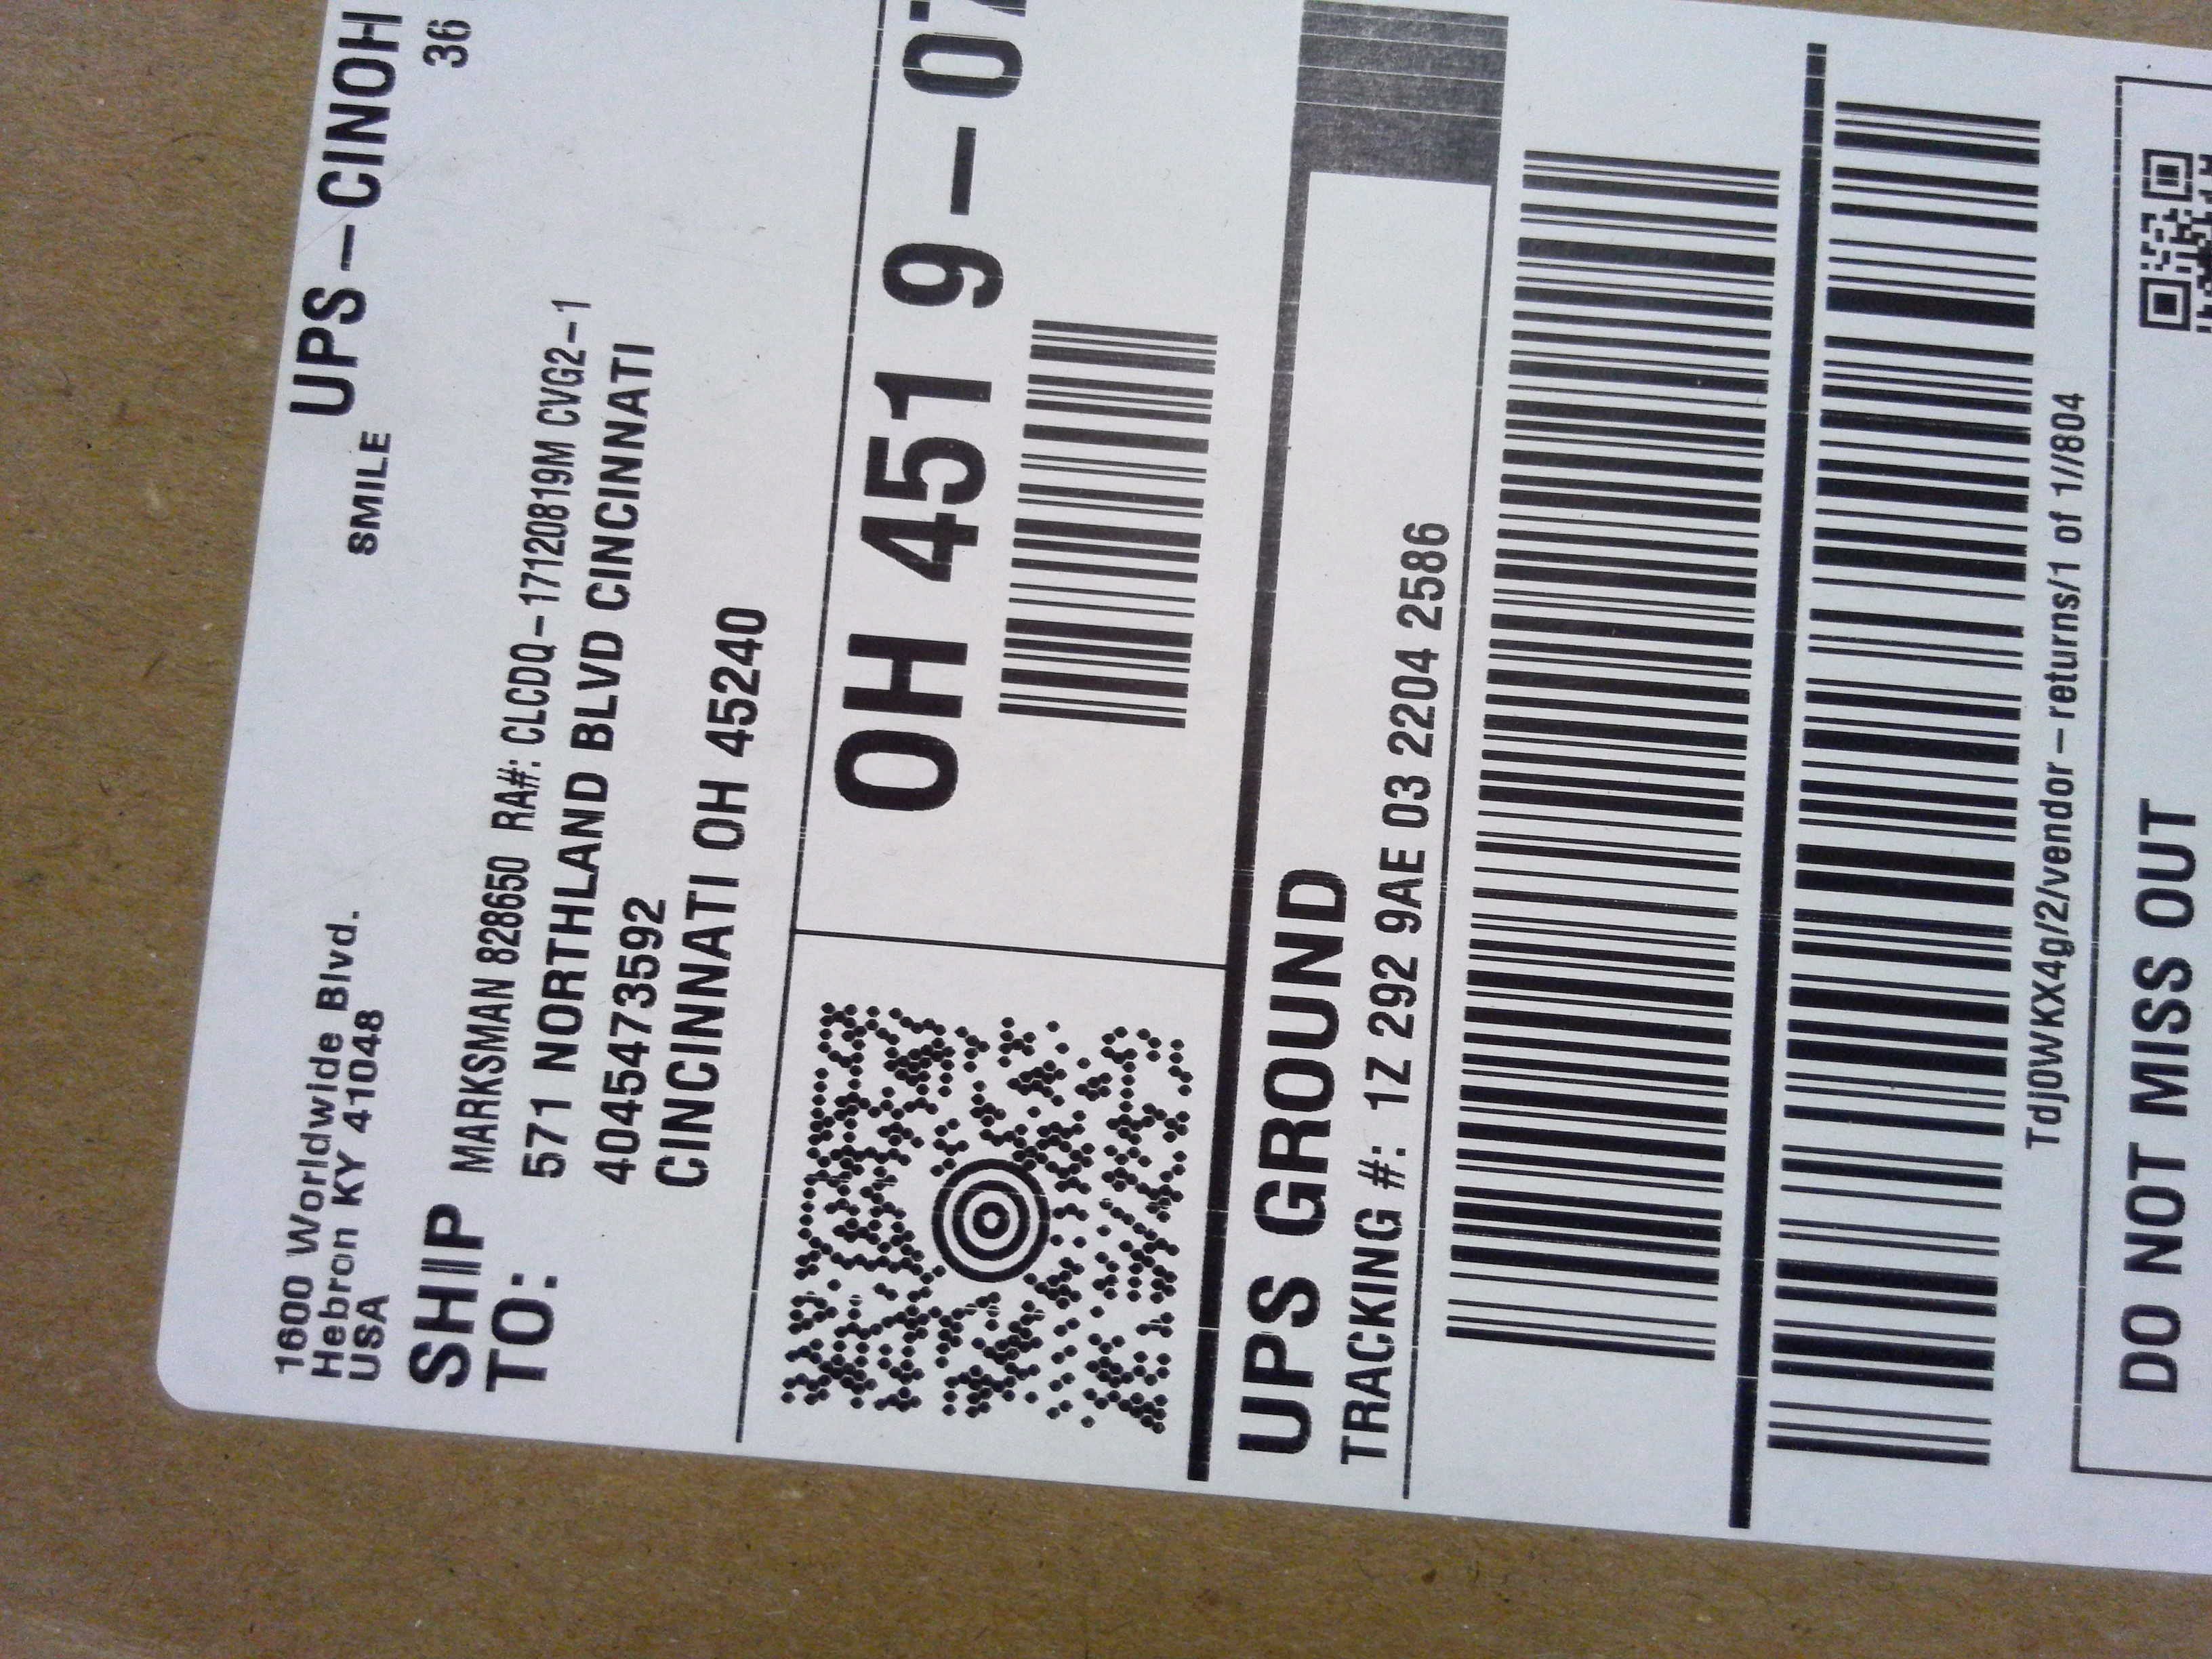 1600 Worldwide Blvd.
Hebron KY 41048
USA
SMILE
UPS-CINOH
36
SHIP
TO:
MARKSMAN 828650 RA#: CLCDQ-17120819M CVG2-1
571 NORTHLAND BLVD CINCINNATI
4045473592
CINCINNATI OH 45240
OH 451 9-07
UPS GROUND
TRACKING #: 1Z 292 9AE 03 2204 2586
TdjOWKX4g/2/vendor-returns/1 of 1//804
DO NOT MISS OUT